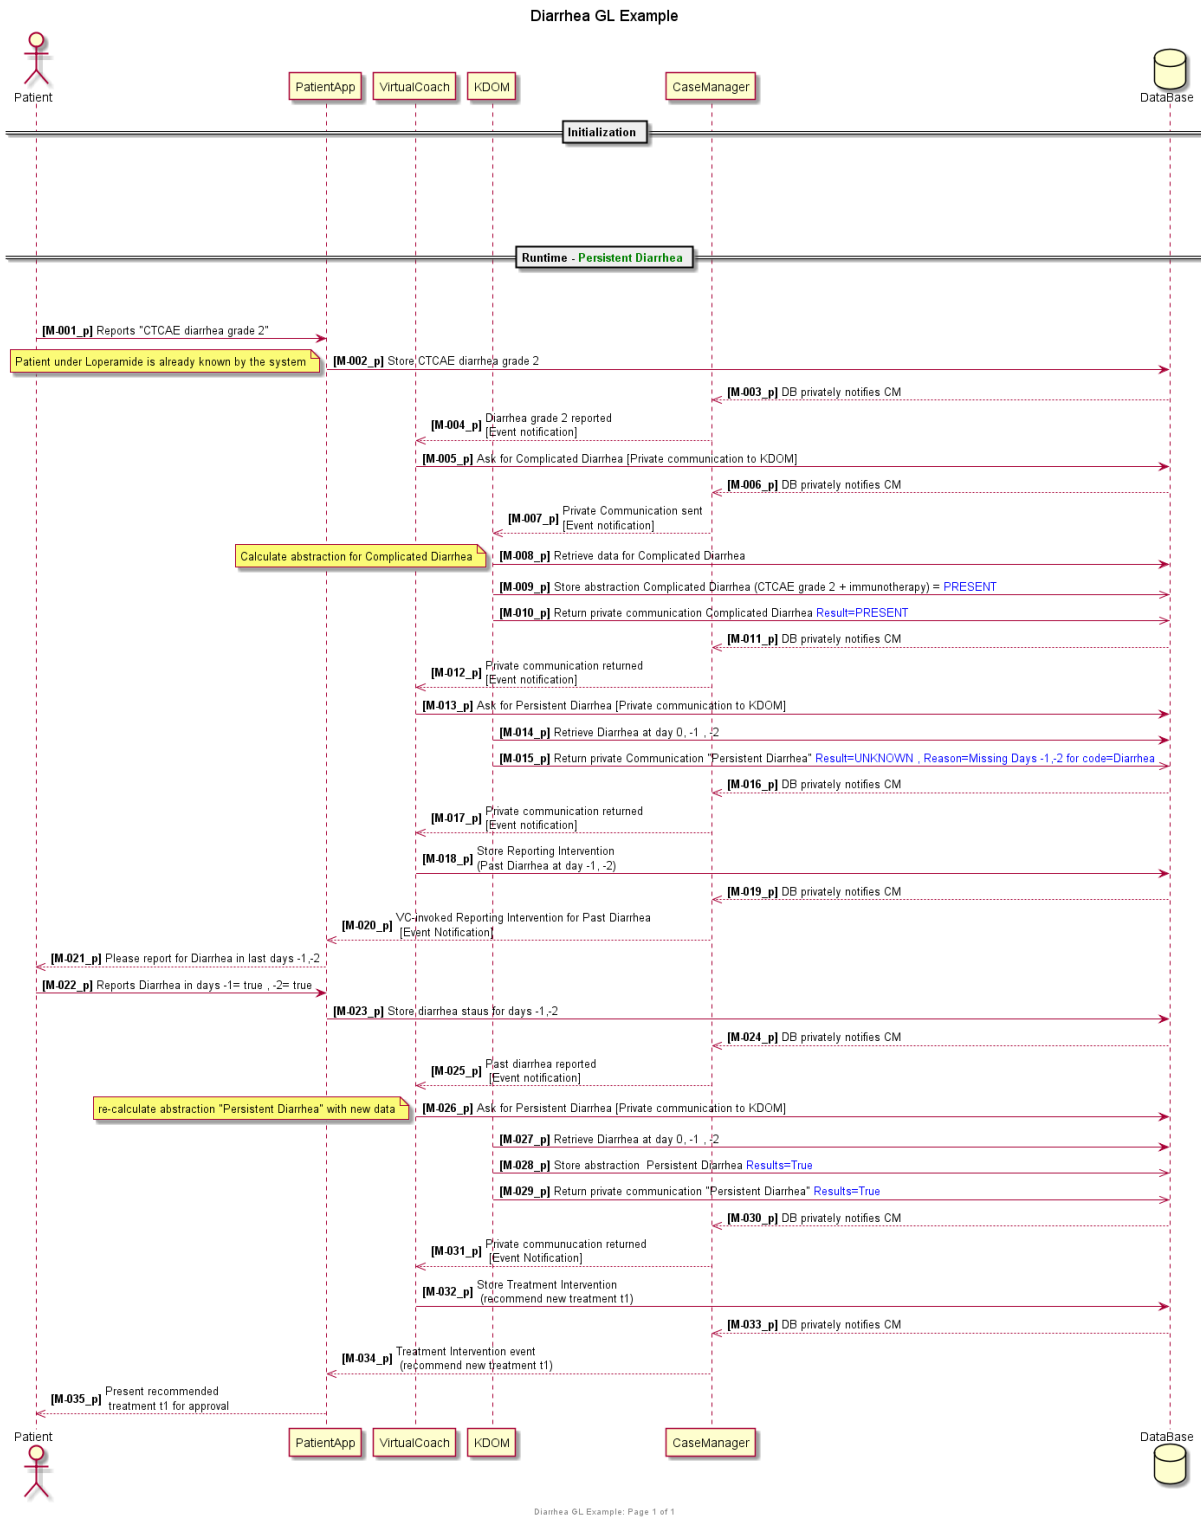 Diarrhea GL Example
Patient
PatientApp
VirtualCoach
KDOM
CaseManager
DataBase
Initialization
Runtime - Persistent Diarrhea
[M-001_p] Reports "CTCAE diarrhea grade 2"
Patient under Loperamide is already known by the system
[M-002_p] Store CTCAE diarrhea grade 2
[M-003_p] DB privately notifies CM
[M-004_p] Diarrhea grade 2 reported
[Event notification]
[M-005_p] Ask for Complicated Diarrhea [Private communication to KDOM]
[M-006_p] DB privately notifies CM
[M-007_p] Private Communication sent
[Event notification]
Calculate abstraction for Complicated Diarrhea
[M-008_p] Retrieve data for Complicated Diarrhea
[M-009_p] Store abstraction Complicated Diarrhea (CTCAE grade 2 + immunotherapy) = PRESENT
[M-010_p] Return private communication Complicated Diarrhea Result=PRESENT
[M-011_p] DB privately notifies CM
[M-012_p] Private communication returned
[Event notification]
[M-013_p] Ask for Persistent Diarrhea [Private communication to KDOM]
[M-014_p] Retrieve Diarrhea at day 0, -1 , -2
[M-015_p] Return private Communication "Persistent Diarrhea" Result=UNKNOWN , Reason=Missing Days -1,-2 for code=Diarrhea
[M-016_p] DB privately notifies CM
[M-017_p] Private communication returned
[Event notification]
[M-018_p] Store Reporting Intervention
(Past Diarrhea at day -1, -2)
[M-019_p] DB privately notifies CM
[M-020_p] VC-invoked Reporting Intervention for Past Diarrhea
[Event Notification]
[M-021_p] Please report for Diarrhea in last days -1,-2
[M-022_p] Reports Diarrhea in days -1= true , -2= true
[M-023_p] Store diarrhea staus for days -1,-2
[M-024_p] DB privately notifies CM
[M-025_p] Past diarrhea reported
[Event notification]
re-calculate abstraction "Persistent Diarrhea" with new data
[M-026_p] Ask for Persistent Diarrhea [Private communication to KDOM]
[M-027_p] Retrieve Diarrhea at day 0, -1 , -2
[M-028_p] Store abstraction  Persistent Diarrhea Results=True
[M-029_p] Return private communication "Persistent Diarrhea" Results=True
[M-030_p] DB privately notifies CM
[M-031_p] Private communucation returned
[Event Notification]
[M-032_p] Store Treatment Intervention
(recommend new treatment t1)
[M-033_p] DB privately notifies CM
[M-034_p] Treatment Intervention event
(recommend new treatment t1)
[M-035_p] Present recommended
treatment t1 for approval
Patient
PatientApp
VirtualCoach
KDOM
CaseManager
DataBase
Diarrhea GL Example: Page 1 of 1